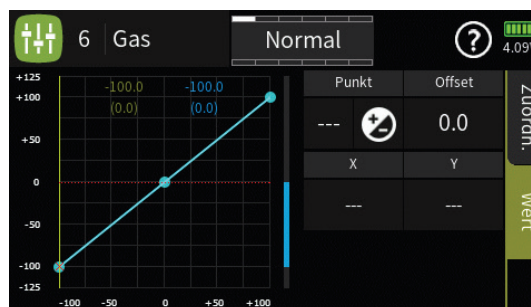 6 Gas Normal ? 4.09V
+125
+100
+50
0
-50
-100
-125
-100 -50 0 +50 +100
-100.0 -100.0
(0.0) (0.0)
Punkt Offset
--- 0.0
X Y
--- ---
Zuordn.
Wert